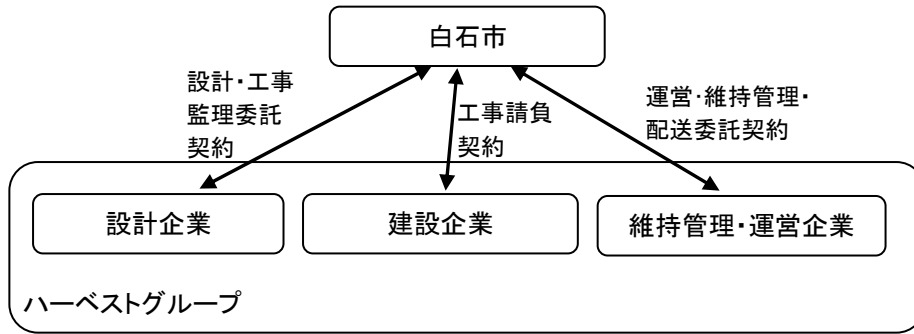 白石市
設計・工事
監理委託
契約
工事請負
契約
運営・維持管理・
配送委託契約
設計企業
建設企業
維持管理・運営企業
ハーベストグループ